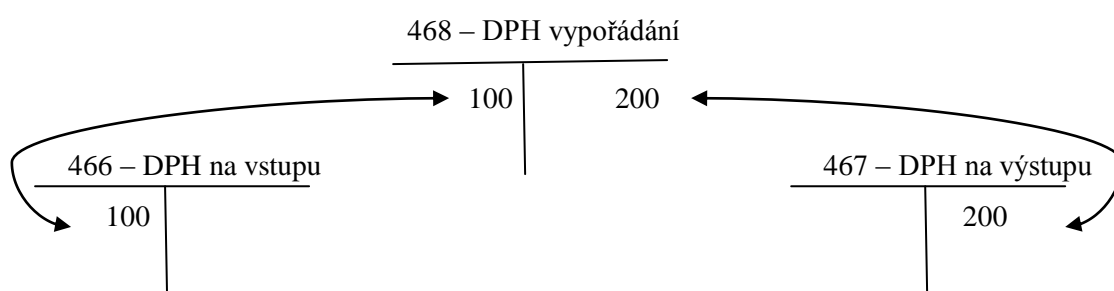 468 – DPH vypořádání
100 200
466 – DPH na vstupu
100
467 – DPH na výstupu
200